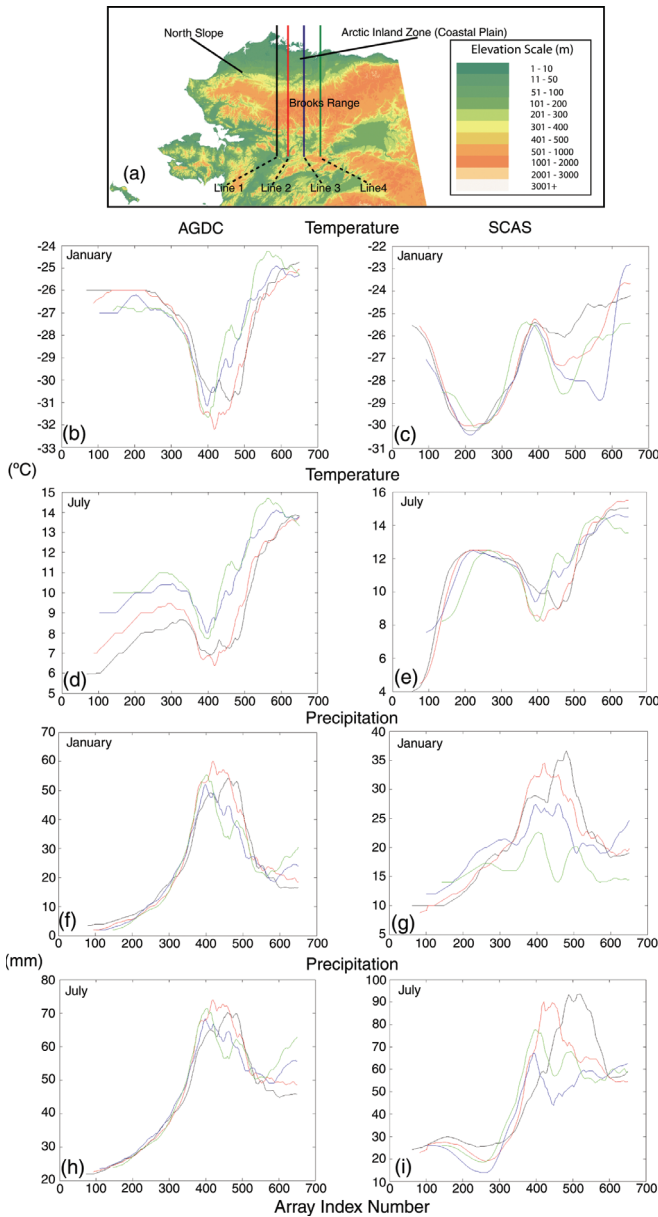 North Slope
Arctic Inland Zone (Coastal Plain)
Brooks Range
(a)
Line 1
Line 2
Line 3
Line4
Elevation Scale (m)
1 - 10
11 - 50
51 - 100
101 - 200
201 - 300
301 - 400
401 - 500
501 - 1000
1001 - 2000
2001 - 3000
3001+
AGDC Temperature SCAS
January
-24
-25
-26
-27
-28
-29
-30
-31
-32
-33
(b)
0 100 200 300 400 500 600 700
January
-22
-23
-24
-25
-26
-27
-28
-29
-30
-31
(c)
0 100 200 300 400 500 600 700
(ºC)
Temperature
July
15
14
13
12
11
10
9
8
7
6
5
(d)
0 100 200 300 400 500 600 700
July
16
14
12
10
8
6
4
(e)
0 100 200 300 400 500 600 700
Precipitation
January
70
60
50
40
30
20
10
0
(f)
0 100 200 300 400 500 600 700
January
40
35
30
25
20
15
10
5
(g)
0 100 200 300 400 500 600 700
(mm)
Precipitation
July
80
70
60
50
40
30
20
(h)
0 100 200 300 400 500 600 700
July
100
90
80
70
60
50
40
30
20
10
(i)
0 100 200 300 400 500 600 700
Array Index Number